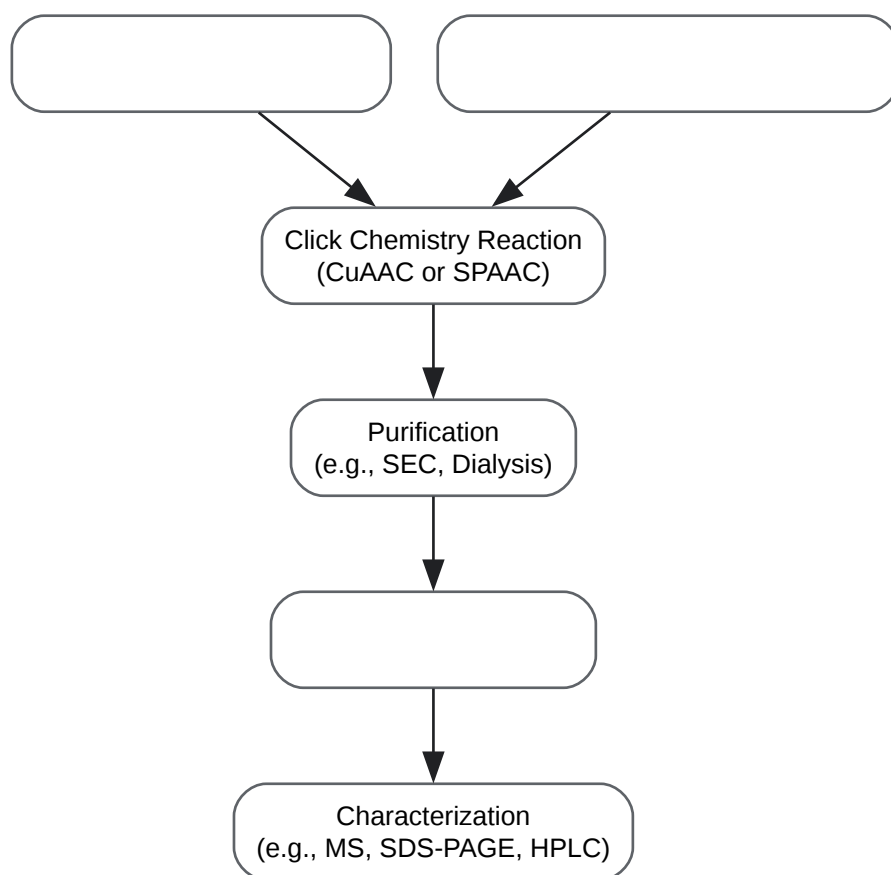 Click Chemistry Reaction
(CuAAC or SPAAC)
Purification
(e.g., SEC, Dialysis)
Characterization
(e.g., MS, SDS-PAGE, HPLC)